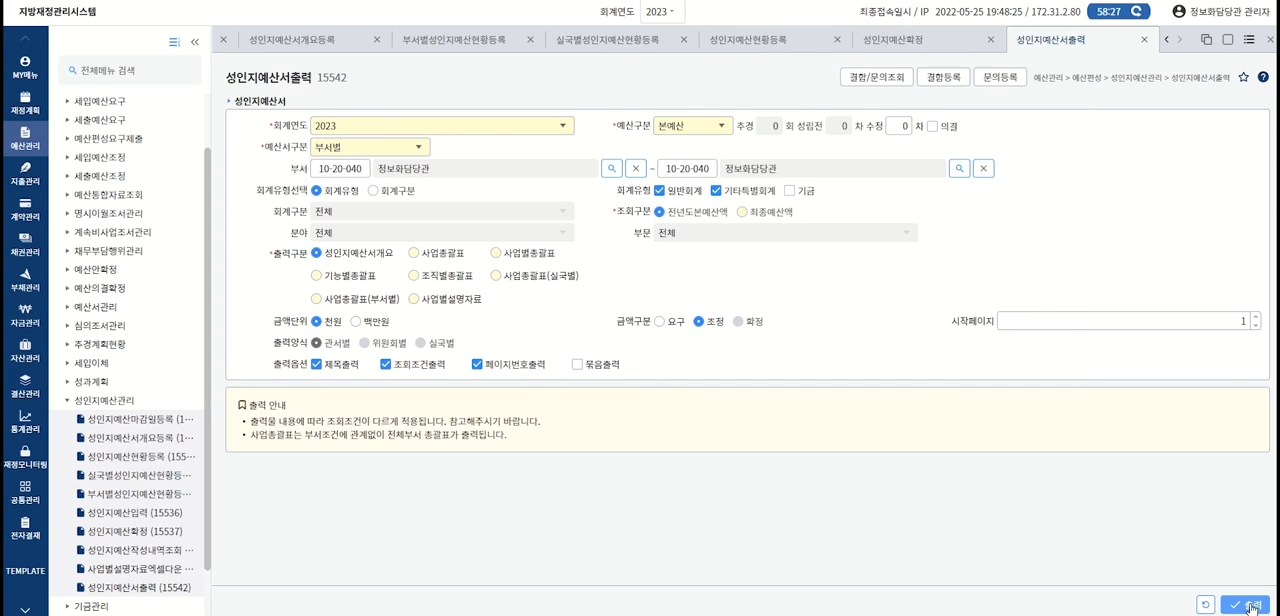 지방재정관리시스템
회계연도 2023
최종접속일시 / IP 2022-05-25 19:48:25 / 172.31.2.80 58:27 정보화담당관 관리자
성인지예산서개요등록 부서별성인지예산현황등록 실국별성인지예산현황등록 성인지예산현황등록 성인지예산확정 성인지예산서출력
MY메뉴
재정계획
예산관리
지출관리
계약관리
채권관리
부채관리
자금관리
자산관리
결산관리
통계관리
재정모니터링
공통관리
전자결재
TEMPLATE
전체메뉴 검색
세입예산요구
세출예산요구
예산편성요구제출
세입예산조정
세출예산조정
예산통합자료조회
명시이월조서관리
계속비사업조서관리
채무부담행위관리
예산안확정
예산의결확정
예산서관리
심의조서관리
추경계획현황
세입이체
성과계획
성인지예산관리
성인지예산마감일등록 (1…
성인지예산서개요등록 (1…
성인지예산현황등록 (155…
실국별성인지예산현황등…
부서별성인지예산현황등…
성인지예산입력 (15536)
성인지예산확정 (15537)
성인지예산작성내역조회 …
사업별설명자료엑셀다운 …
성인지예산서출력 (15542)
기금관리
성인지예산서출력 15542
결함/문의조회 결함등록 문의등록 예산관리 > 예산편성 > 성인지예산관리 > 성인지예산서출력
성인지예산서
*회계연도 2023 *예산구분 본예산 추경 0 회 성립전 0 차 수정 0 차 의결
*예산서구분 부서별
부서 10-20-040 정보화담당관 ~ 10-20-040 정보화담당관
회계유형선택 회계유형 회계구분 회계유형 일반회계 기타특별회계 기금
회계구분 전체 *조회구분 전년도본예산액 최종예산액
분야 전체 부문 전체
*출력구분 성인지예산서개요 사업총괄표 사업별총괄표
기능별총괄표 조직별총괄표 사업총괄표(실국별)
사업총괄표(부서별) 사업별설명자료
금액단위 천원 백만원 금액구분 요구 조정 확정 시작페이지 1
출력양식 관서별 위원회별 실국별
출력옵션 제목출력 조회조건출력 페이지번호출력 묶음출력
출력 안내
• 출력물 내용에 따라 조회조건이 다르게 적용됩니다. 참고해주시기 바랍니다.
• 사업총괄표는 부서조건에 관계없이 전체부서 총괄표가 출력됩니다.
출력